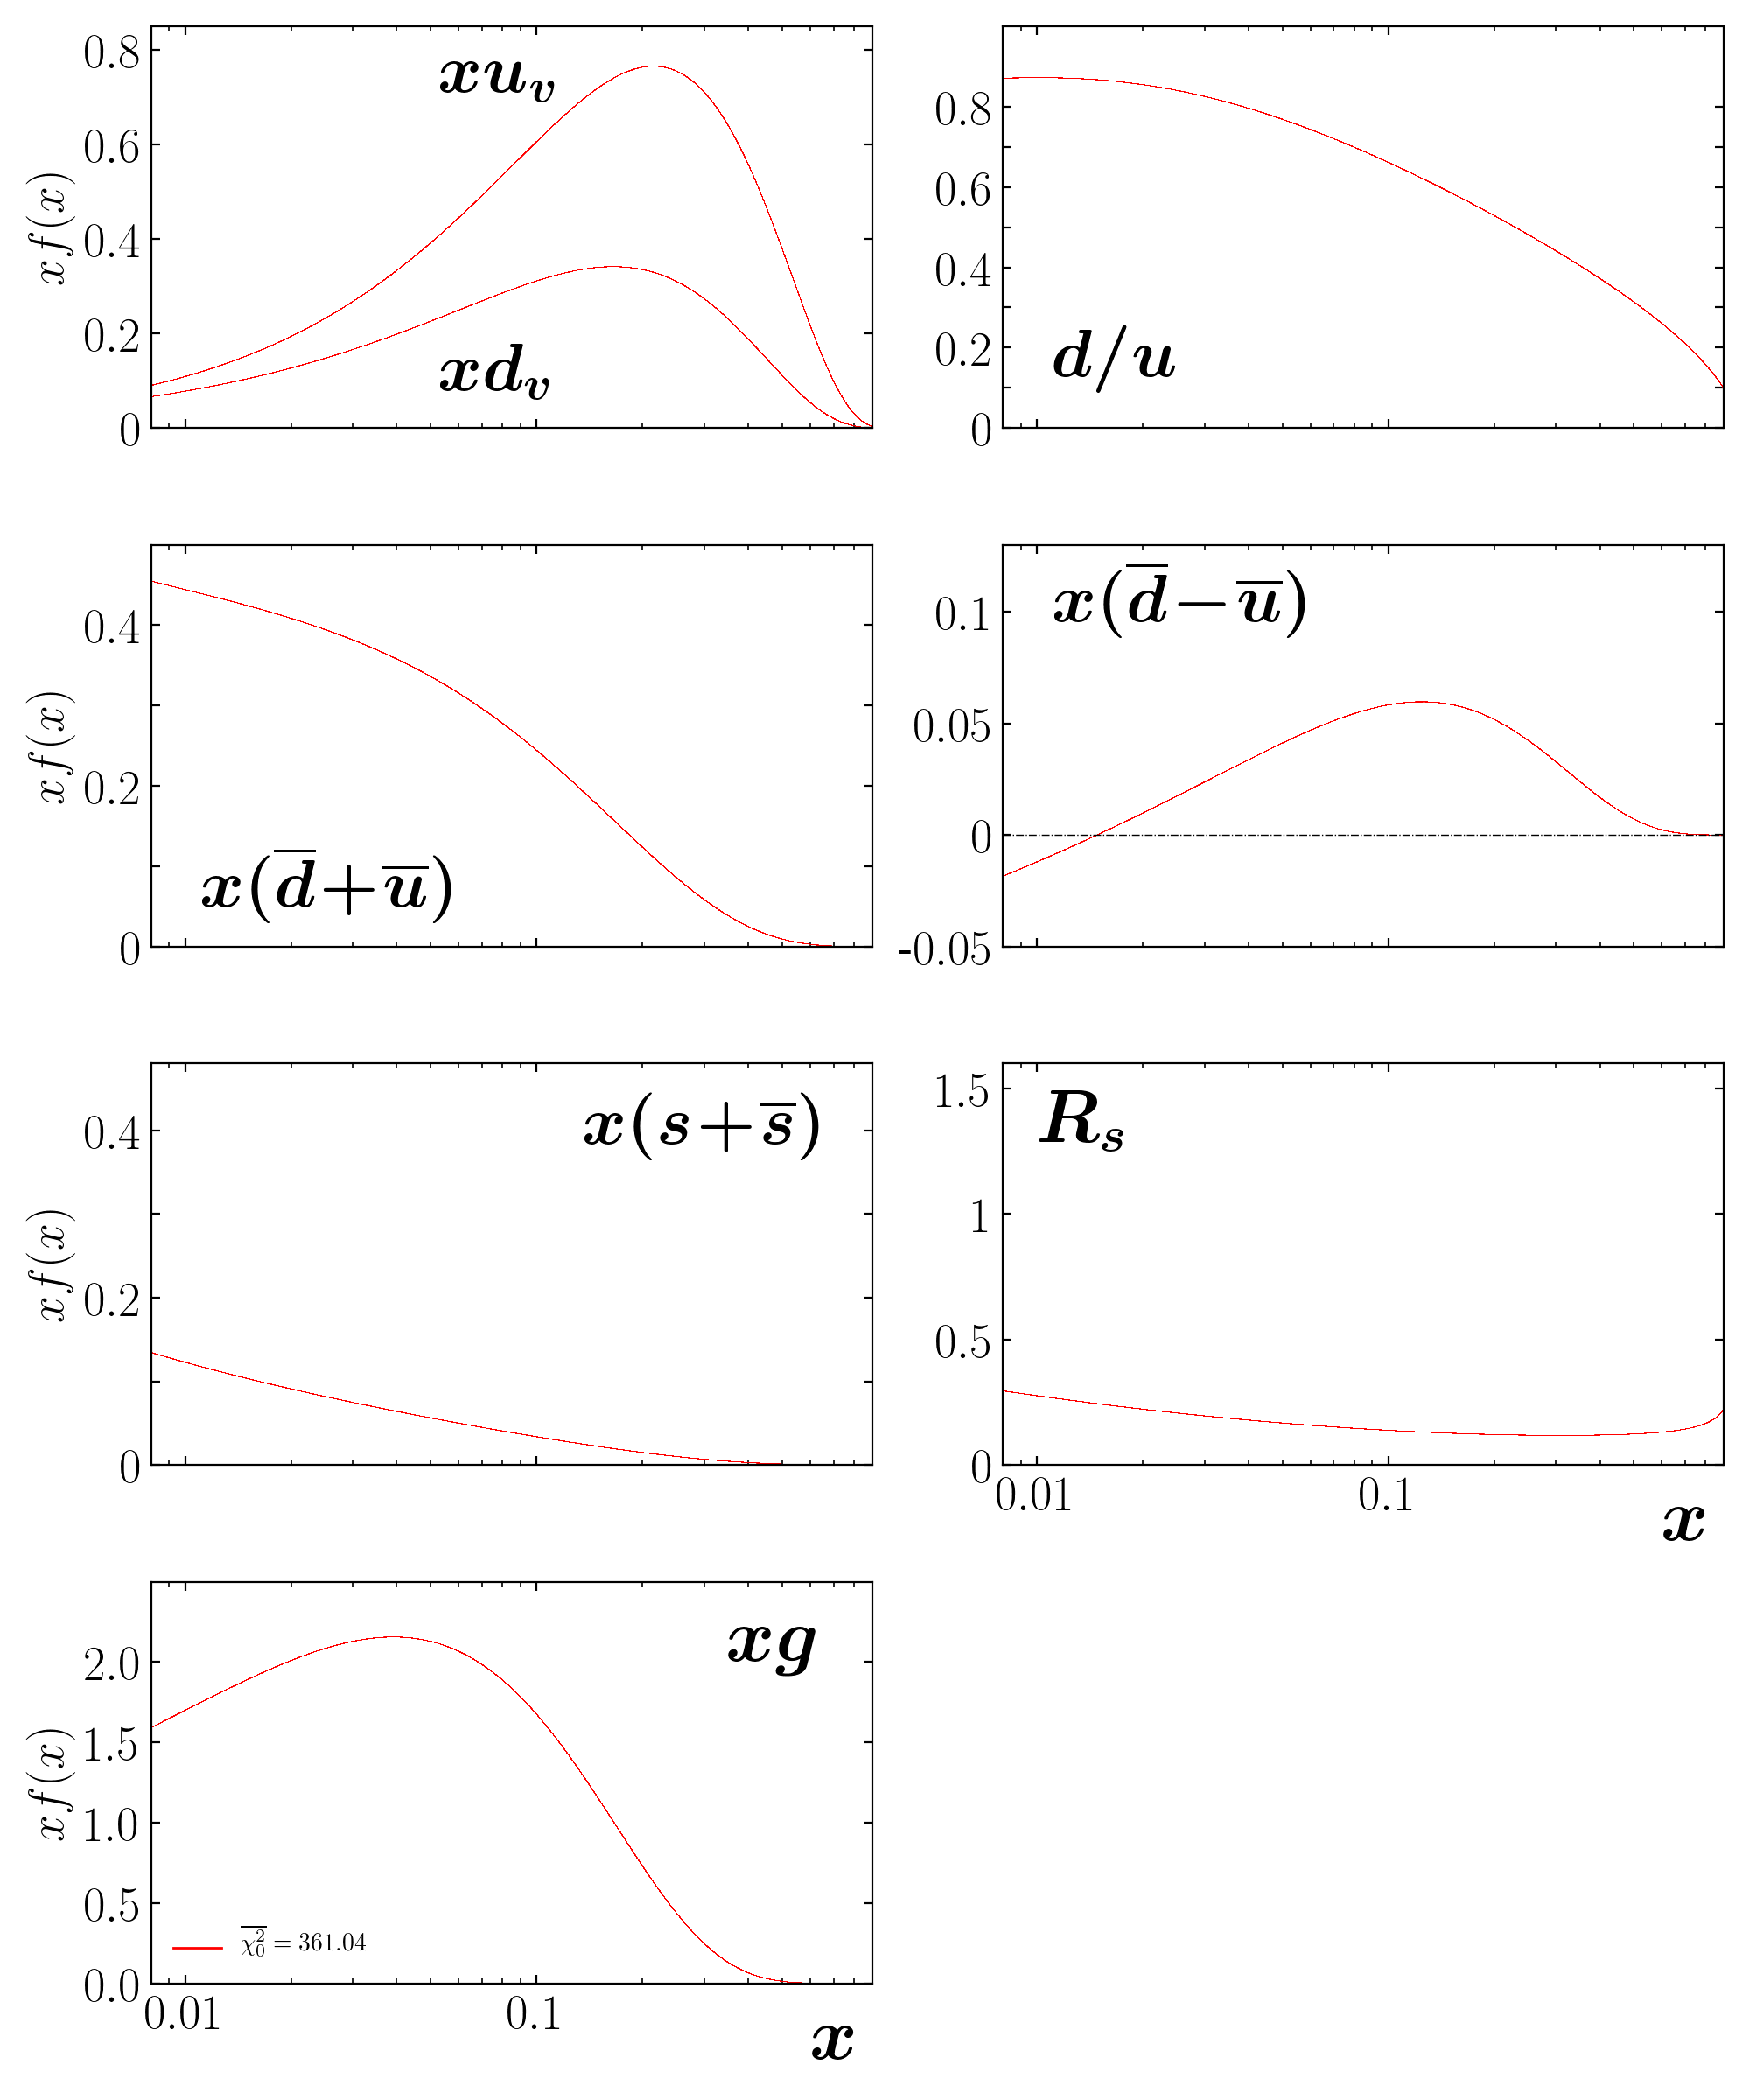 0.8
0.6
0.4
0.2
0
xf(x)
xu_v
xd_v
0.8
0.6
0.4
0.2
0
d/u
0.4
0.2
0
xf(x)
x(d̅+u̅)
0.1
0.05
0
-0.05
x(d̅−u̅)
0.4
0.2
0
xf(x)
x(s+s̅)
1.5
1
0.5
0
R_s
0.01 0.1
x
2.0
1.5
1.0
0.5
0.0
xf(x)
xg
χ̅₀² = 361.04
0.01 0.1
x